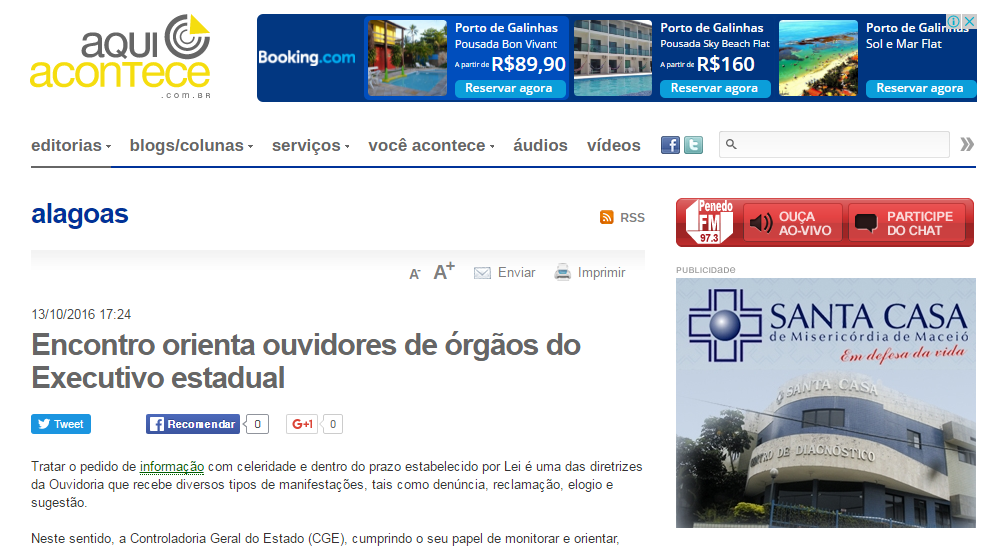 aqui
acontece
.com.br
Booking.com
Porto de Galinhas
Pousada Bon Vivant
A partir de R$89,90
Reservar agora
Porto de Galinhas
Pousada Sky Beach Flat
A partir de R$160
Reservar agora
Porto de Galinhas
Sol e Mar Flat
Reservar agora
editorias
blogs/colunas
serviços
você acontece
áudios
vídeos
f
t
»
alagoas
RSS
Penedo
FM
97.3
OUÇA
AO-VIVO
PARTICIPE
DO CHAT
A-
A+
Enviar
Imprimir
PUBLICIDADE
SANTA CASA
de Misericórdia de Maceió
Em defesa da vida
SANTA CASA
CENTRO DE DIAGNÓSTICO
13/10/2016 17:24
Encontro orienta ouvidores de órgãos do
Executivo estadual
Tweet
Recomendar
0
G+1
0
Tratar o pedido de informação com celeridade e dentro do prazo estabelecido por Lei é uma das diretrizes
da Ouvidoria que recebe diversos tipos de manifestações, tais como denúncia, reclamação, elogio e
sugestão.
Neste sentido, a Controladoria Geral do Estado (CGE), cumprindo o seu papel de monitorar e orientar,